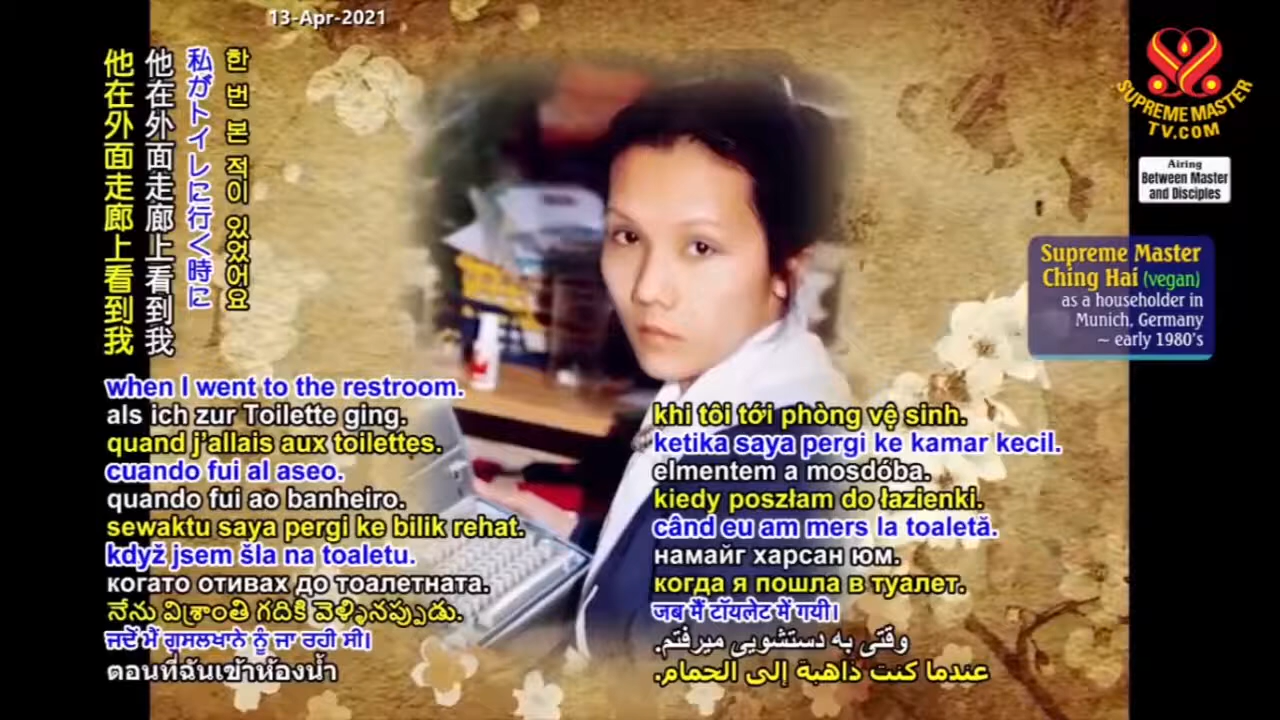 13-Apr-2021
SUPREME MASTER
TV.COM
Airing
Between Master
and Disciples
Supreme Master
Ching Hai (vegan)
as a householder in
Munich, Germany
~ early 1980's
他在外面走廊上看到我
他在外面走廊上看到我
私がトイレに行く時に
한 번 본 적이 있었어요
when I went to the restroom.
als ich zur Toilette ging.
quand j'allais aux toilettes.
cuando fui al aseo.
quando fui ao banheiro.
sewaktu saya pergi ke bilik rehat.
když jsem šla na toaletu.
когато отивах до тоалетната.
నేను విశ్రాంతి గదికి వెళ్ళినప్పుడు.
ਜਦੋਂ ਮੈਂ ਗੁਸਲਖਾਨੇ ਨੂੰ ਜਾ ਰਹੀ ਸੀ।
ตอนที่ฉันเข้าห้องน้ำ
khi tôi tới phòng vệ sinh.
ketika saya pergi ke kamar kecil.
elmentem a mosdóba.
kiedy poszłam do łazienki.
când eu am mers la toaletă.
намайг харсан юм.
когда я пошла в туалет.
जब मैं टॉयलेट में गयी।
وقتی به دستشویی میرفتم.
عندما كنت ذاهبة إلى الحمام.